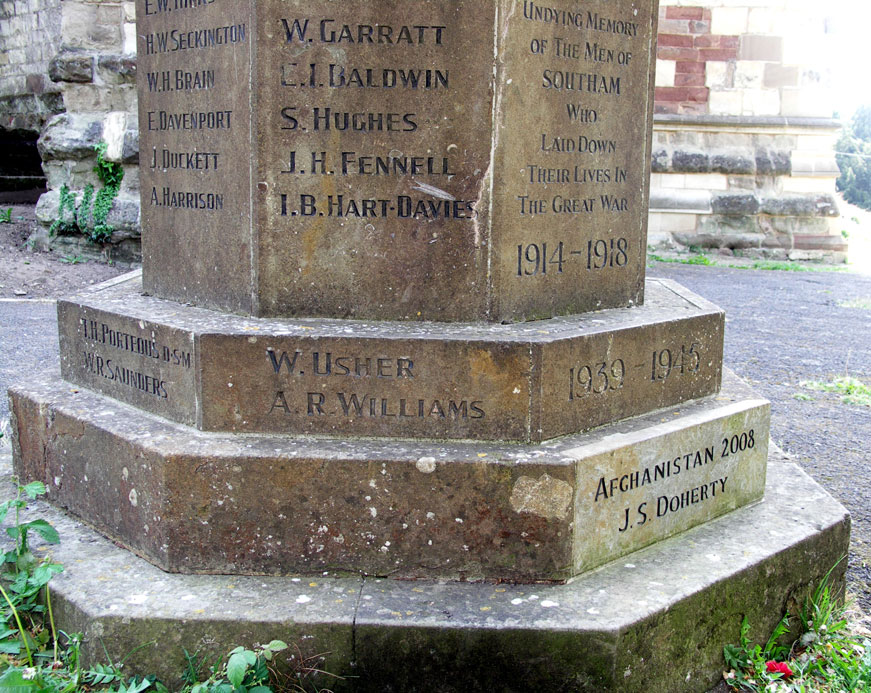 E.W. HINKS
H.W. SECKINGTON
W.H. BRAIN
E. DAVENPORT
J. DUCKETT
A. HARRISON
W. GARRATT
C.I. BALDWIN
S. HUGHES
J.H. FENNELL
I.B. HART-DAVIES
UNDYING MEMORY
OF THE MEN OF
SOUTHAM
WHO
LAID DOWN
THEIR LIVES IN
THE GREAT WAR
1914-1918
J.H. PORTEOUS D.S.M
W.R. SAUNDERS
W. USHER
A.R. WILLIAMS
1939-1945
AFGHANISTAN 2008
J.S. DOHERTY